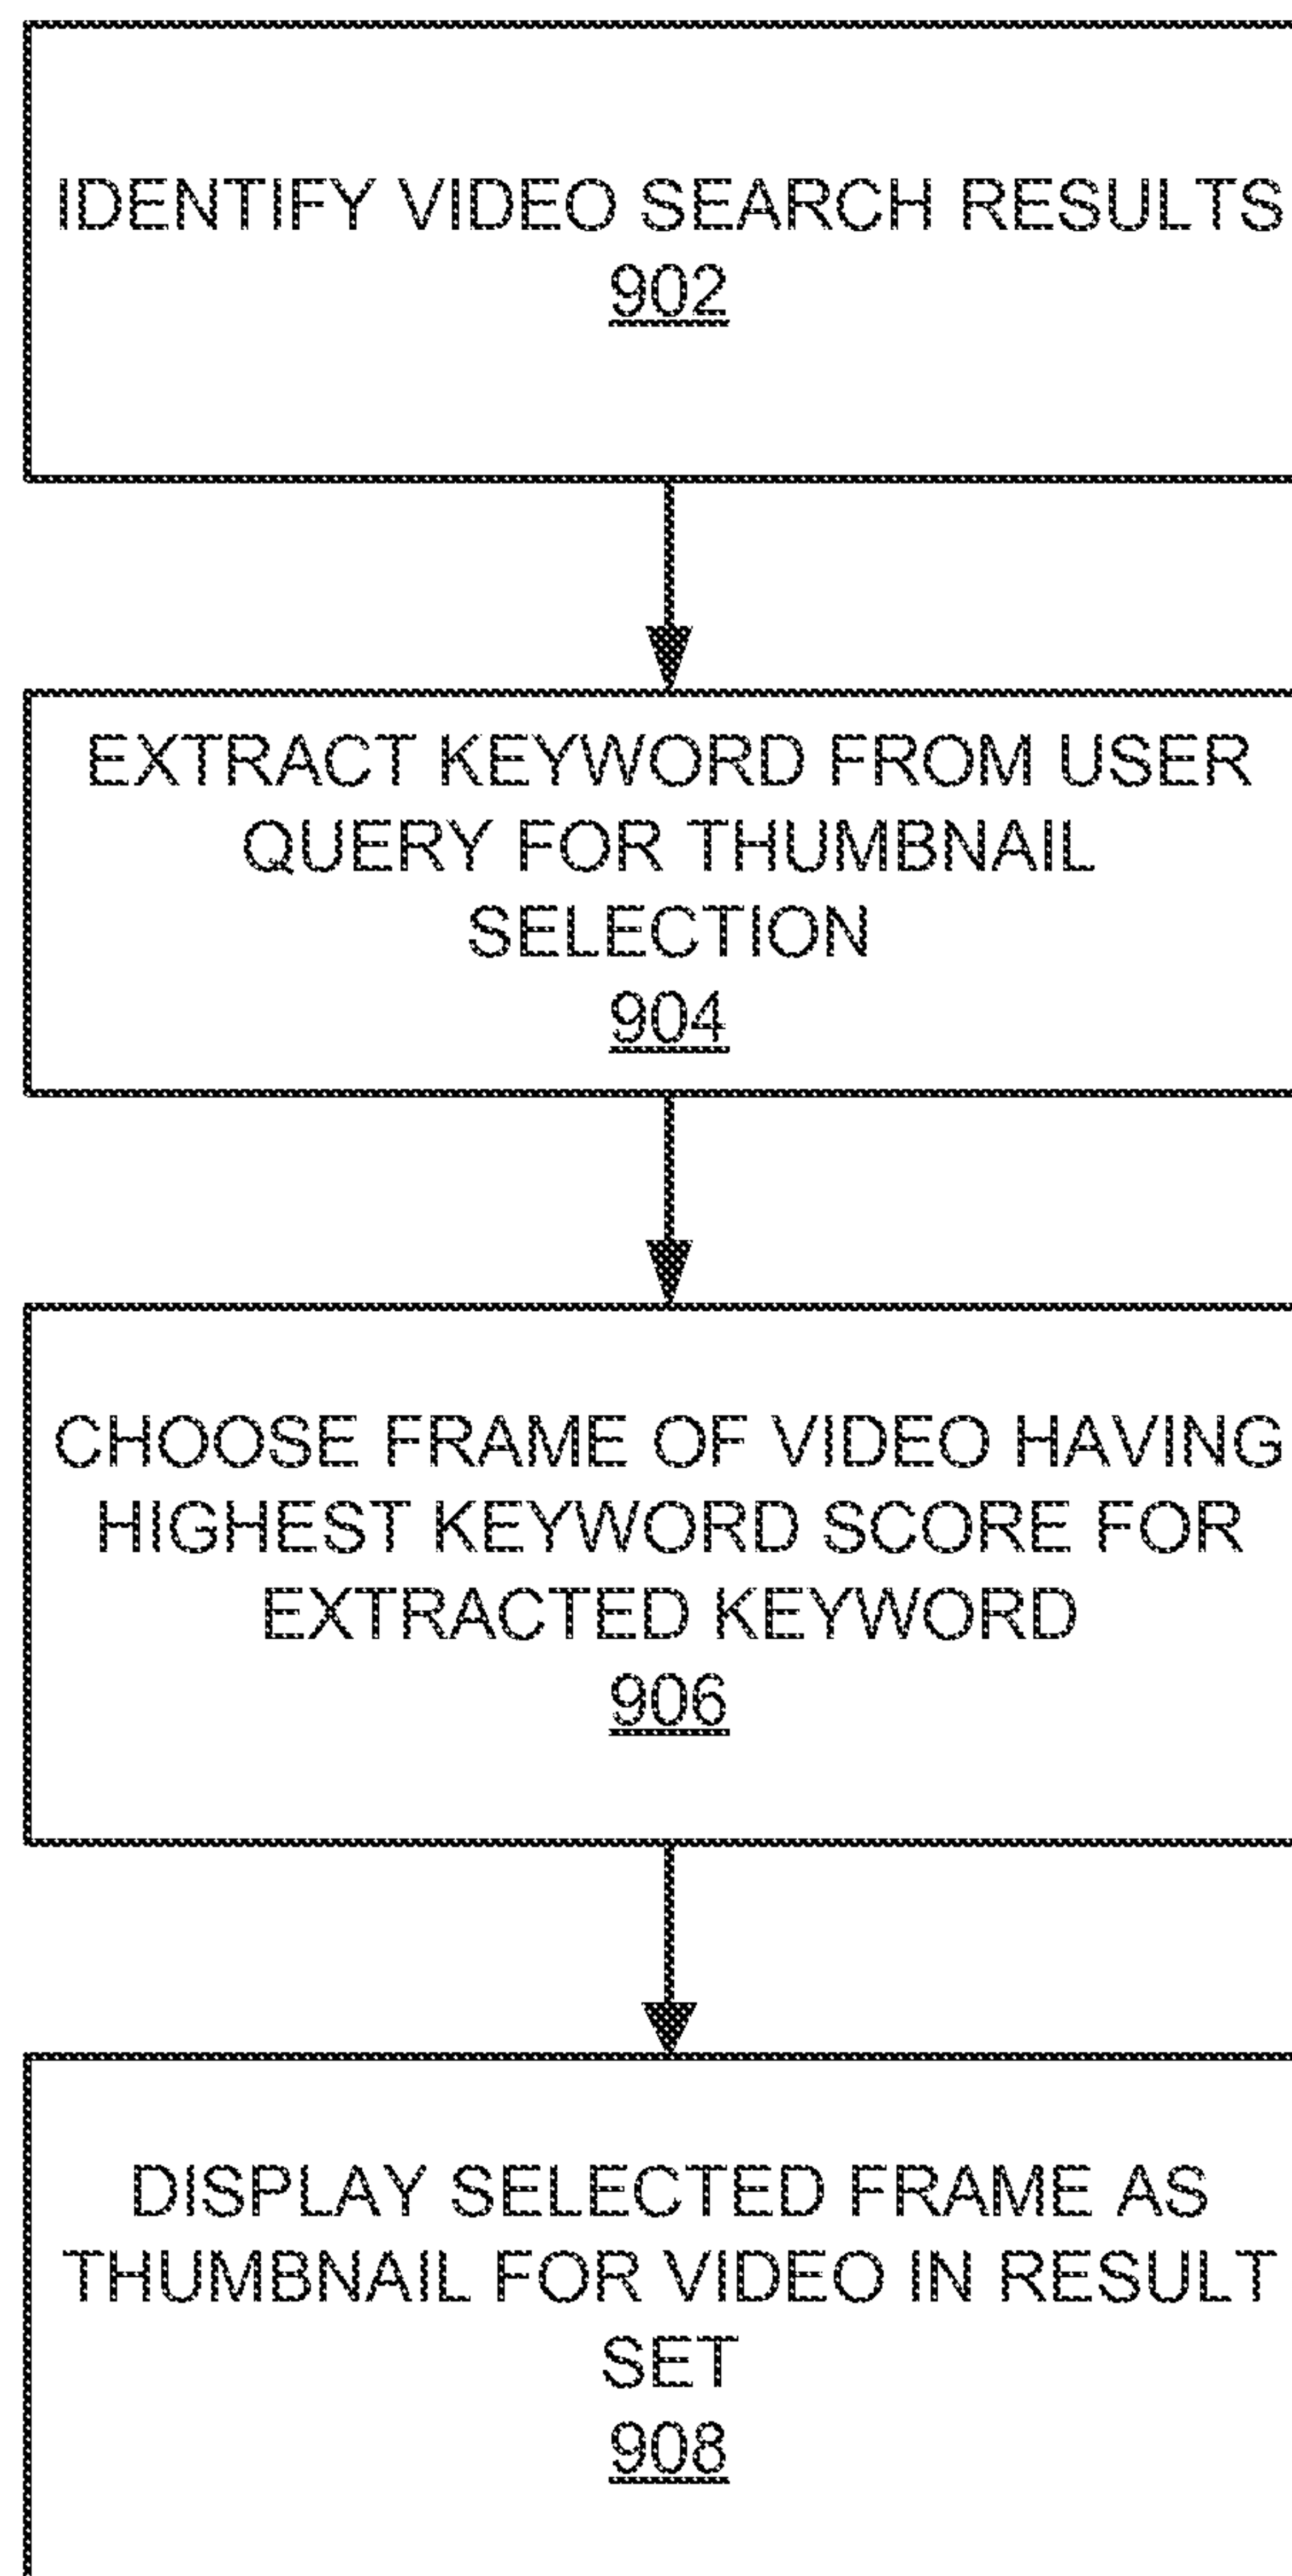 IDENTIFY VIDEO SEARCH RESULTS
902
EXTRACT KEYWORD FROM USER
QUERY FOR THUMBNAIL
SELECTION
904
CHOOSE FRAME OF VIDEO HAVING
HIGHEST KEYWORD SCORE FOR
EXTRACTED KEYWORD
906
DISPLAY SELECTED FRAME AS
THUMBNAIL FOR VIDEO IN RESULT
SET
908